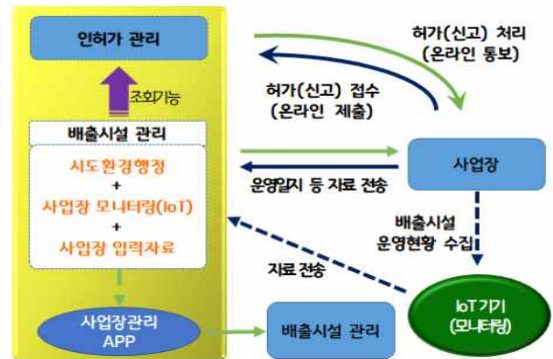 인허가 관리
허가(신고) 처리
(온라인 통보)
조회기능
허가(신고) 접수
(온라인 제출)
배출시설 관리
시도환경행정
+
사업장 모니터링(IoT)
+
사업장 입력자료
운영일지 등 자료 전송
사업장
배출시설
운영현황 수집
자료 전송
사업장관리
APP
배출시설 관리
IoT 기기
(모니터링)